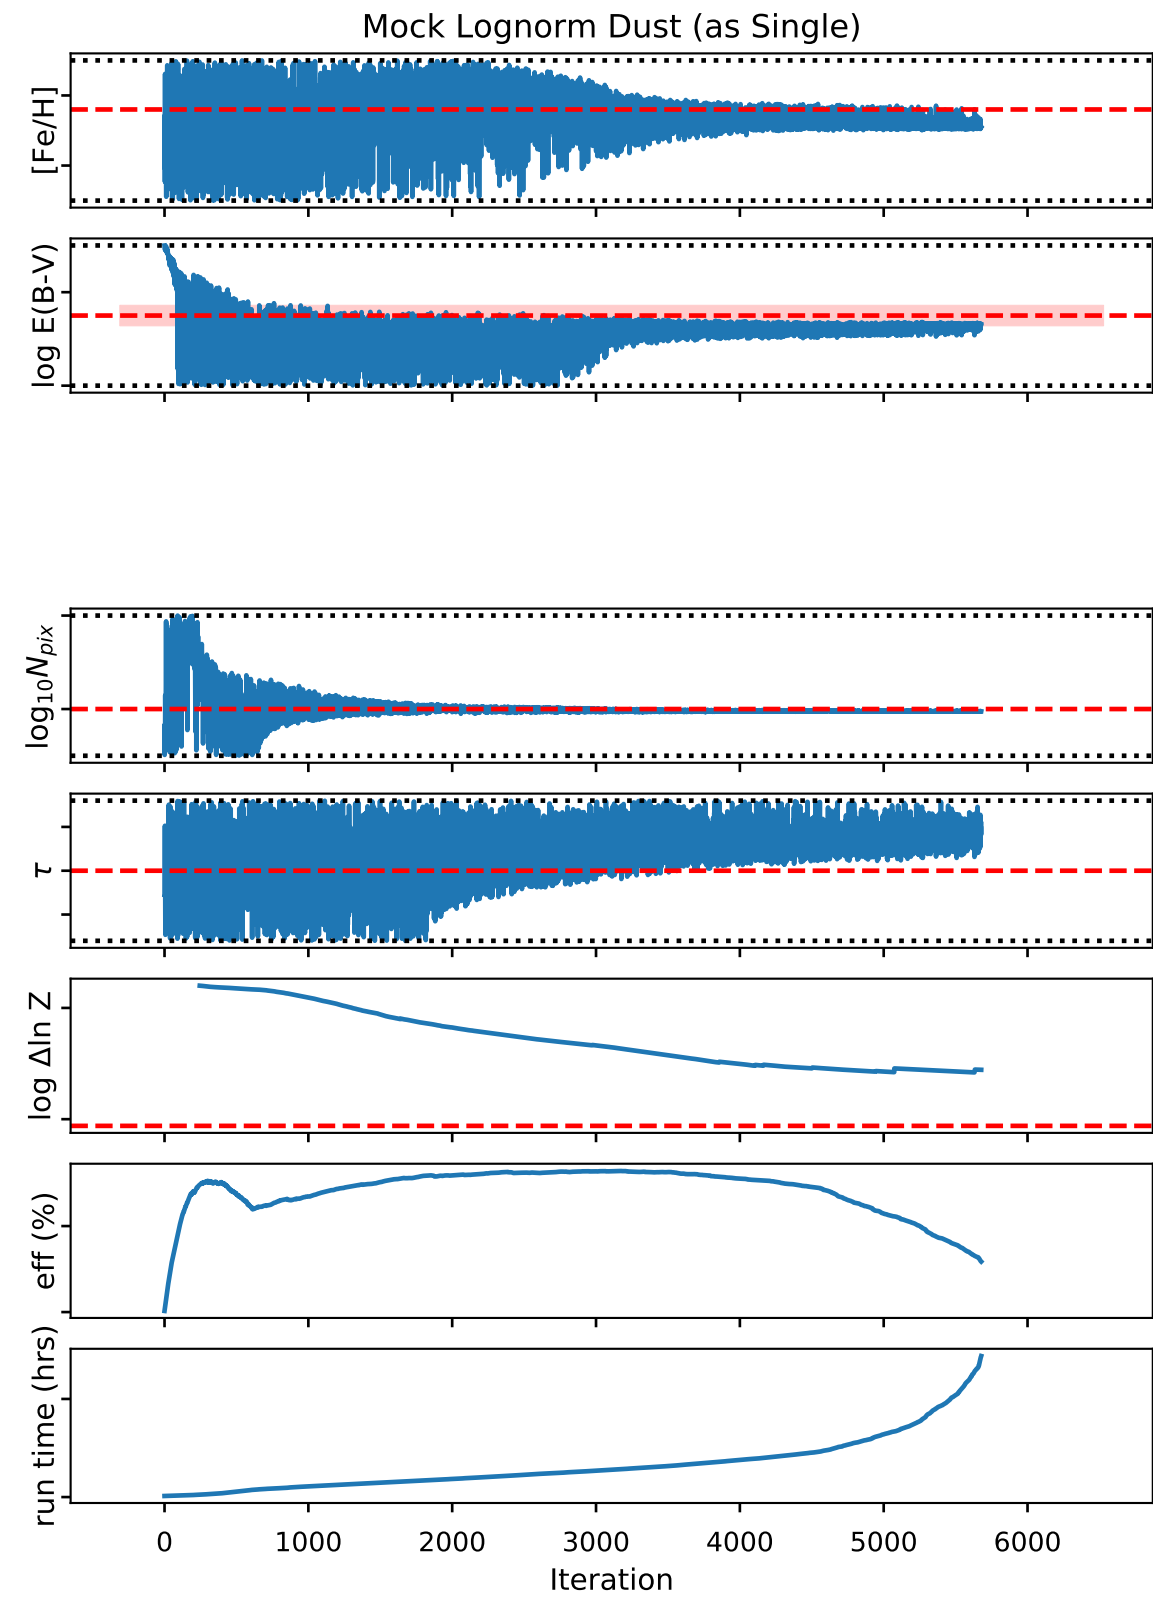 Mock Lognorm Dust (as Single)
[Fe/H]
log E(B-V)
log₁₀Nₚᵢₓ
τ
log Δln Z
eff (%)
run time (hrs)
0 1000 2000 3000 4000 5000 6000
Iteration